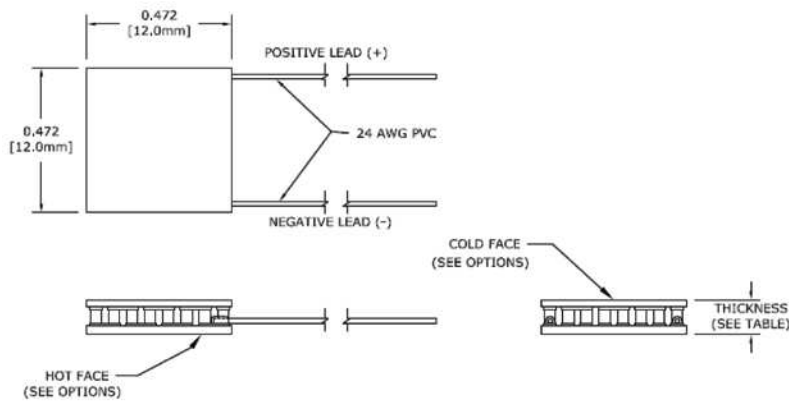 0.472
[12.0mm]
POSITIVE LEAD (+)
0.472
[12.0mm]
24 AWG PVC
NEGATIVE LEAD (-)
COLD FACE
(SEE OPTIONS)
THICKNESS
(SEE TABLE)
HOT FACE
(SEE OPTIONS)